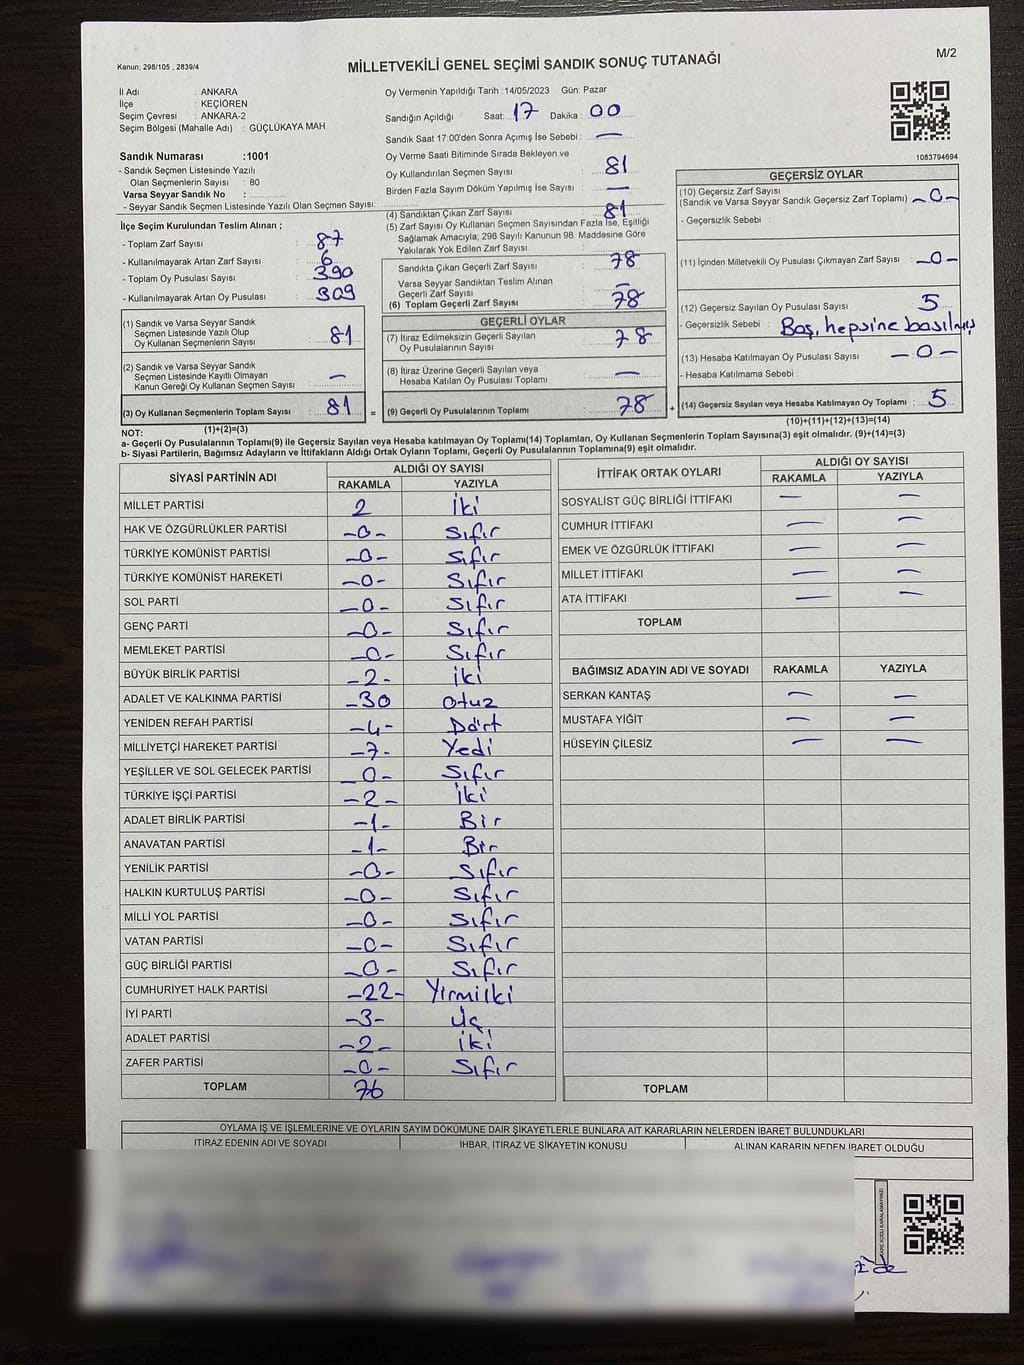 Kanun; 298/105 , 2839/4
MİLLETVEKİLİ GENEL SEÇİMİ SANDIK SONUÇ TUTANAĞI
M/2
İl Adı : ANKARA
İlçe : KEÇİÖREN
Seçim Çevresi : ANKARA-2
Seçim Bölgesi (Mahalle Adı) : GÜÇLÜKAYA MAH.
Sandık Numarası :1001
- Sandık Seçmen Listesinde Yazılı
Olan Seçmenlerin Sayısı : 80
Varsa Seyyar Sandık No :
- Seyyar Sandık Seçmen Listesinde Yazılı Olan Seçmen Sayısı:
Oy Vermenin Yapıldığı Tarih :14/05/2023 Gün: Pazar
Sandığın Açıldığı Saat: 17 Dakika : 00
Sandık Saat 17:00'den Sonra Açımış İse Sebebi : —
Oy Verme Saati Bitiminde Sırada Bekleyen ve
Oy Kullandırılan Seçmen Sayısı : 81
Birden Fazla Sayım Döküm Yapılmış İse Sayısı : —
(4) Sandıktan Çıkan Zarf Sayısı : 81
(5) Zarf Sayısı Oy Kullanan Seçmen Sayısından Fazla İse, Eşitliği
Sağlamak Amacıyla, 298 Sayılı Kanunun 98. Maddesine Göre
Yakılarak Yok Edilen Zarf Sayısı :
1083794694
İlçe Seçim Kurulundan Teslim Alınan ;
- Toplam Zarf Sayısı : 87
- Kullanılmayarak Artan Zarf Sayısı : 6
- Toplam Oy Pusulası Sayısı : 390
- Kullanılmayarak Artan Oy Pusulası : 309
Sandıkta Çıkan Geçerli Zarf Sayısı : 78
Varsa Seyyar Sandıktan Teslim Alınan
Geçerli Zarf Sayısı : —
(6) Toplam Geçerli Zarf Sayısı : 78
(1) Sandık ve Varsa Seyyar Sandık
Seçmen Listesinde Yazılı Olup
Oy Kullanan Seçmenlerin Sayısı : 81
(2) Sandık ve Varsa Seyyar Sandık
Seçmen Listesinde Kayıtlı Olmayan
Kanun Gereği Oy Kullanan Seçmen Sayısı : —
(3) Oy Kullanan Seçmenlerin Toplam Sayısı : 81 =
(1)+(2)=(3)
GEÇERLİ OYLAR
(7) İtiraz Edilmeksizin Geçerli Sayılan
Oy Pusulalarının Sayısı : 78
(8) İtiraz Üzerine Geçerli Sayılan veya
Hesaba Katılan Oy Pusulası Toplamı : —
(9) Geçerli Oy Pusulalarının Toplamı : 78 +
GEÇERSİZ OYLAR
(10) Geçersiz Zarf Sayısı
(Sandık ve Varsa Seyyar Sandık Geçersiz Zarf Toplamı) : -0-
- Geçersizlik Sebebi :
(11) İçinden Milletvekili Oy Pusulası Çıkmayan Zarf Sayısı : -0-
(12) Geçersiz Sayılan Oy Pusulası Sayısı : 5
- Geçersizlik Sebebi : Boş, hepsine basılmış
(13) Hesaba Katılmayan Oy Pusulası Sayısı : -0-
- Hesaba Katılmama Sebebi :
(14) Geçersiz Sayılan veya Hesaba Katılmayan Oy Toplamı : 5
(10)+(11)+(12)+(13)=(14)
NOT:
a- Geçerli Oy Pusulalarının Toplamı(9) ile Geçersiz Sayılan veya Hesaba katılmayan Oy Toplamı(14) Toplamları, Oy Kullanan Seçmenlerin Toplam Sayısına(3) eşit olmalıdır. (9)+(14)=(3)
b- Siyasi Partilerin, Bağımsız Adayların ve İttifakların Aldığı Ortak Oyların Toplamı, Geçerli Oy Pusulalarının Toplamına(9) eşit olmalıdır.
SİYASİ PARTİNİN ADI ALDIĞI OY SAYISI
RAKAMLA YAZIYLA
MİLLET PARTİSİ 2 İki
HAK VE ÖZGÜRLÜKLER PARTİSİ -0- Sıfır
TÜRKİYE KOMÜNİST PARTİSİ -0- Sıfır
TÜRKİYE KOMÜNİST HAREKETİ -0- Sıfır
SOL PARTİ -0- Sıfır
GENÇ PARTİ -0- Sıfır
MEMLEKET PARTİSİ -0- Sıfır
BÜYÜK BİRLİK PARTİSİ -2- İki
ADALET VE KALKINMA PARTİSİ -30 Otuz
YENİDEN REFAH PARTİSİ -4- Dört
MİLLİYETÇİ HAREKET PARTİSİ -7- Yedi
YEŞİLLER VE SOL GELECEK PARTİSİ -0- Sıfır
TÜRKİYE İŞÇİ PARTİSİ -2- İki
ADALET BİRLİK PARTİSİ -1- Bir
ANAVATAN PARTİSİ -1- Bir
YENİLİK PARTİSİ -0- Sıfır
HALKIN KURTULUŞ PARTİSİ -0- Sıfır
MİLLİ YOL PARTİSİ -0- Sıfır
VATAN PARTİSİ -0- Sıfır
GÜÇ BİRLİĞİ PARTİSİ -0- Sıfır
CUMHURİYET HALK PARTİSİ -22- Yirmiİki
İYİ PARTİ -3- Üç
ADALET PARTİSİ -2- İki
ZAFER PARTİSİ -0- Sıfır
TOPLAM 76
İTTİFAK ORTAK OYLARI ALDIĞI OY SAYISI
RAKAMLA YAZIYLA
SOSYALİST GÜÇ BİRLİĞİ İTTİFAKI — —
CUMHUR İTTİFAKI — —
EMEK VE ÖZGÜRLÜK İTTİFAKI — —
MİLLET İTTİFAKI — —
ATA İTTİFAKI — —
TOPLAM
BAĞIMSIZ ADAYIN ADI VE SOYADI RAKAMLA YAZIYLA
SERKAN KANTAŞ — —
MUSTAFA YİĞİT — —
HÜSEYİN ÇİLESİZ — —
TOPLAM
OYLAMA İŞ VE İŞLEMLERİNE VE OYLARIN SAYIM DÖKÜMÜNE DAİR ŞİKAYETLERLE BUNLARA AİT KARARLARIN NELERDEN İBARET BULUNDUKLARI
İTİRAZ EDENİN ADI VE SOYADI İHBAR, İTİRAZ VE ŞİKAYETİN KONUSU ALINAN KARARIN NEDEN İBARET OLDUĞU